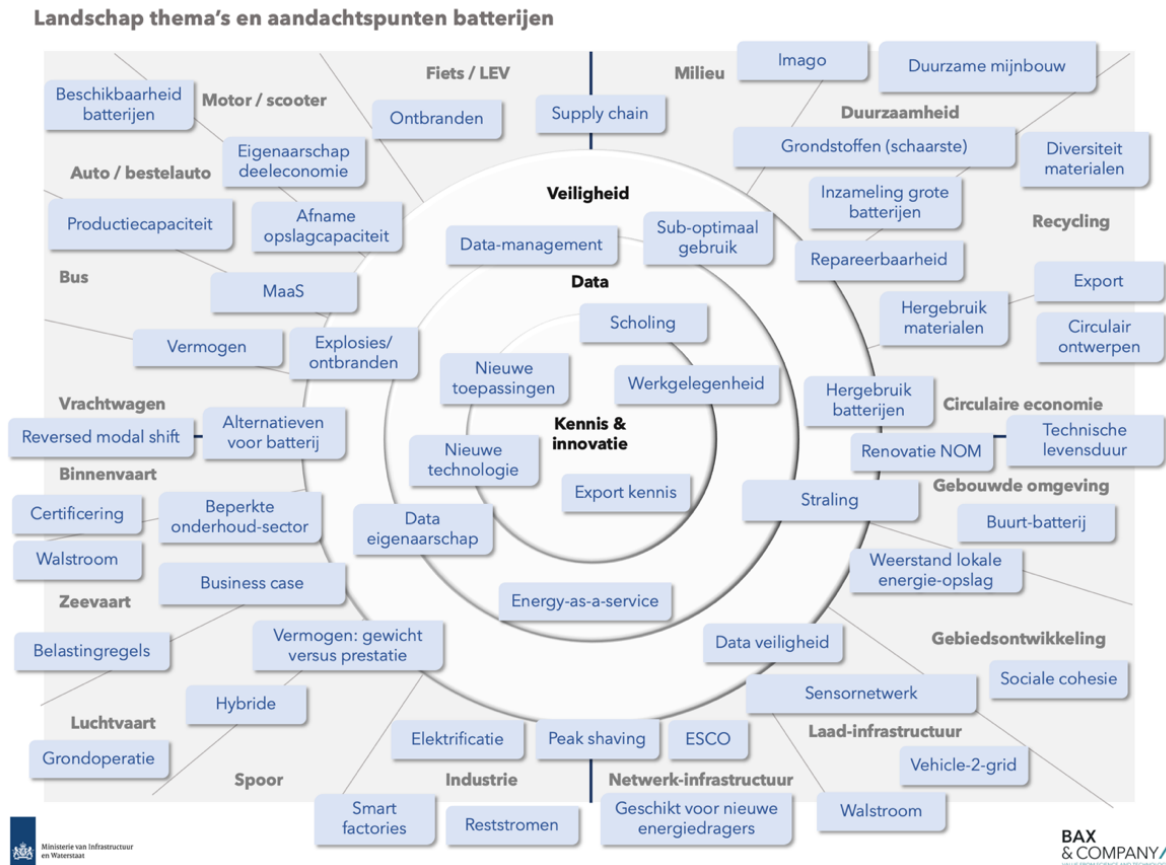 Landschap thema's en aandachtspunten batterijen
Fiets / LEV
Milieu
Imago
Duurzame mijnbouw
Beschikbaarheid
batterijen
Motor / scooter
Ontbranden
Supply chain
Duurzaamheid
Eigenaarschap
deeleconomie
Grondstoffen (schaarste)
Diversiteit
materialen
Auto / bestelauto
Veiligheid
Inzameling grote
batterijen
Productiecapaciteit
Afname
opslagcapaciteit
Data-management
Sub-optimaal
gebruik
Recycling
Repareerbaarheid
Bus
MaaS
Data
Export
Scholing
Hergebruik
materialen
Circulair
ontwerpen
Vermogen
Explosies/
ontbranden
Nieuwe
toepassingen
Werkgelegenheid
Vrachtwagen
Hergebruik
batterijen
Circulaire economie
Reversed modal shift
Alternatieven
voor batterij
Kennis &
innovatie
Renovatie NOM
Technische
levensduur
Binnenvaart
Nieuwe
technologie
Export kennis
Straling
Gebouwde omgeving
Certificering
Beperkte
onderhoud-sector
Data
eigenaarschap
Buurt-batterij
Walstroom
Business case
Weerstand lokale
energie-opslag
Zeevaart
Energy-as-a-service
Belastingregels
Vermogen: gewicht
versus prestatie
Data veiligheid
Gebiedsontwikkeling
Sociale cohesie
Hybride
Sensornetwerk
Luchtvaart
Elektrificatie
Peak shaving
ESCO
Laad-infrastructuur
Grondoperatie
Vehicle-2-grid
Spoor
Industrie
Netwerk-infrastructuur
Smart
factories
Reststromen
Geschikt voor nieuwe
energiedragers
Walstroom
Ministerie van Infrastructuur
en Waterstaat
BAX
& COMPANY